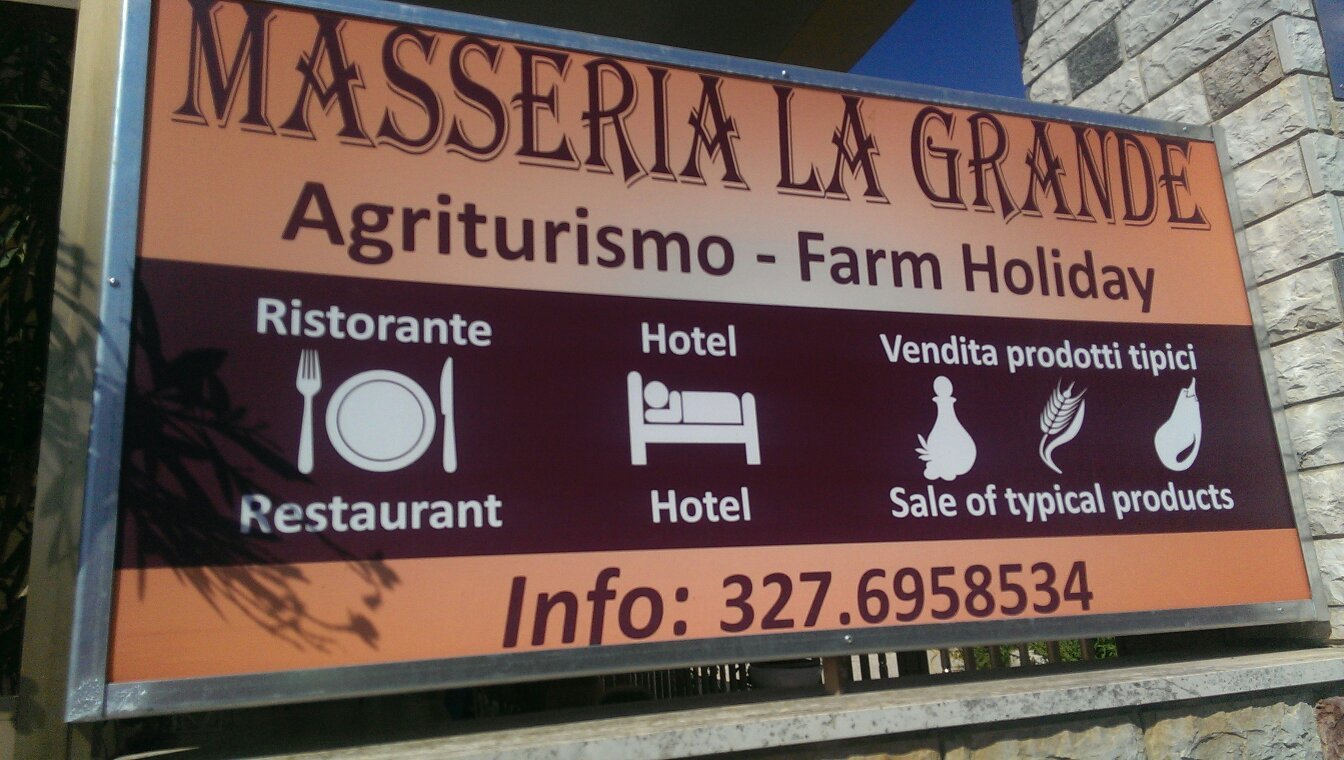 MASSERIA LA GRANDE
Agriturismo - Farm Holiday
Ristorante
Restaurant
Hotel
Hotel
Vendita prodotti tipici
Sale of typical products
Info: 327.6958534